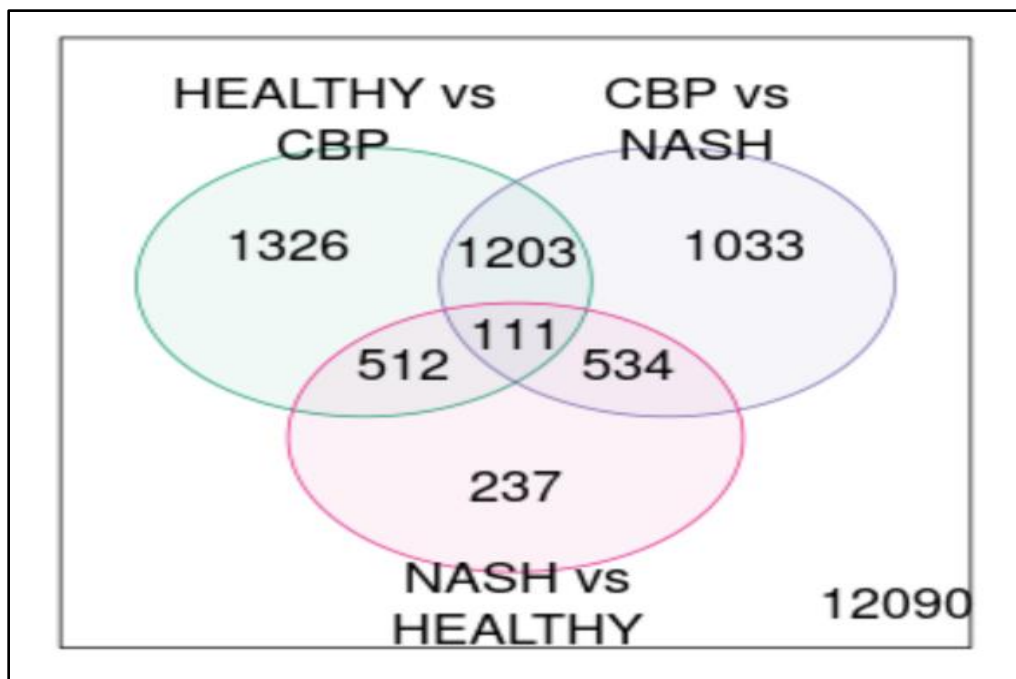 HEALTHY vs CBP vs
CBP NASH
1326 1203 1033
111
512 534
237
NASH vs
HEALTHY
12090